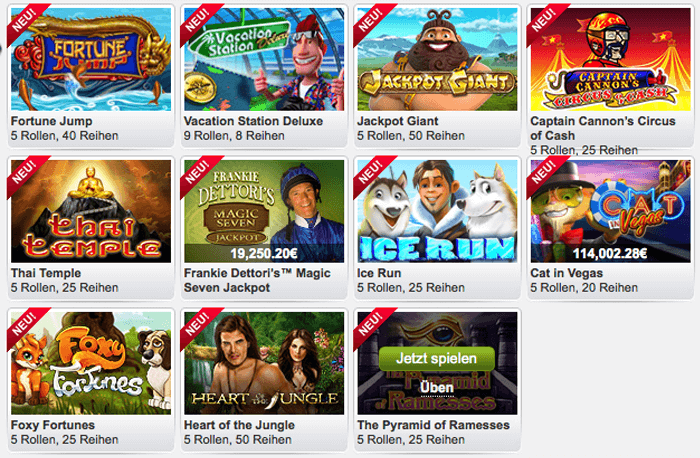 NEU!
FORTUNE
JUMP
Fortune Jump
5 Rollen, 40 Reihen
NEU!
Vacation
Station Deluxe
Vacation Station Deluxe
9 Rollen, 8 Reihen
NEU!
JACKPOT GIANT
Jackpot Giant
5 Rollen, 50 Reihen
NEU!
CAPTAIN
CANNON'S
CIRCUS OF CASH
Captain Cannon's Circus
of Cash
5 Rollen, 25 Reihen
NEU!
THAI
TEMPLE
Thai Temple
5 Rollen, 25 Reihen
NEU!
FRANKIE
DETTORI'S
MAGIC
SEVEN
JACKPOT
19,250.20€
Frankie Dettori's™ Magic
Seven Jackpot
NEU!
ICE RUN
Ice Run
5 Rollen, 25 Reihen
NEU!
CAT
in Vegas
114,002.28€
Cat in Vegas
5 Rollen, 20 Reihen
NEU!
Foxy
Fortunes
Foxy Fortunes
5 Rollen, 25 Reihen
NEU!
HEART OF THE JUNGLE
Heart of the Jungle
5 Rollen, 50 Reihen
NEU!
Jetzt spielen
Üben
Pyramid
of Ramesses
The Pyramid of Ramesses
5 Rollen, 25 Reihen